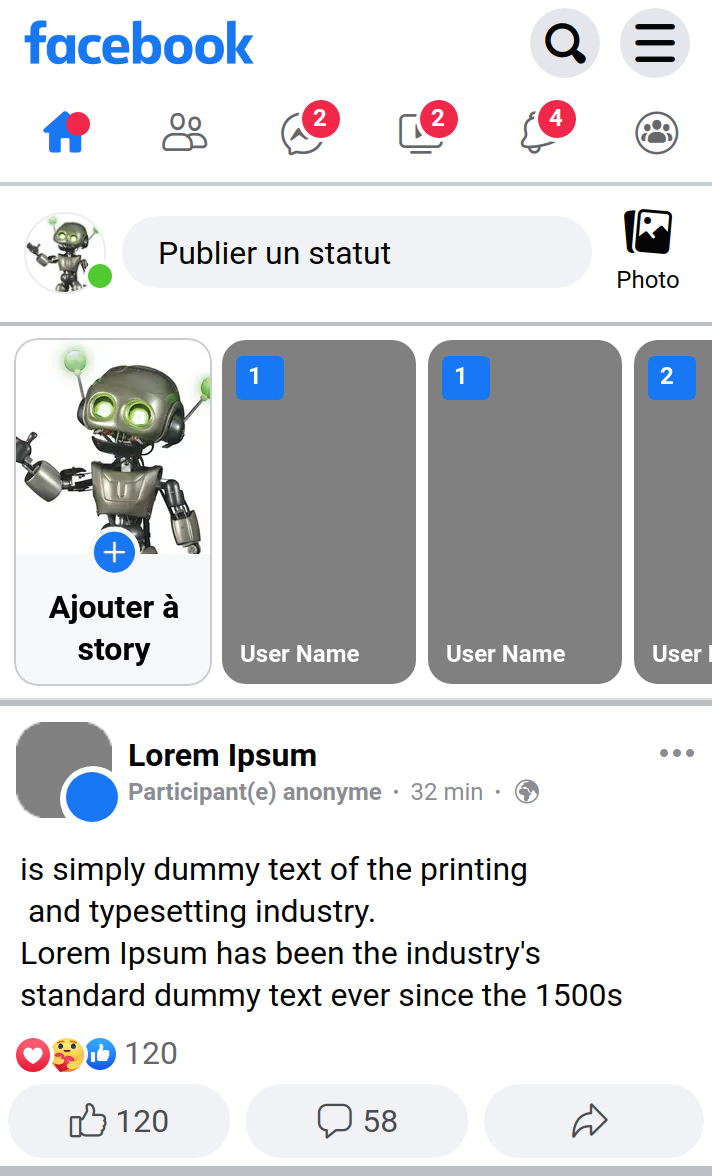 facebook
2
2
4
Publier un statut
Photo
1
1
2
Ajouter à
story
User Name
User Name
User
Lorem Ipsum
Participant(e) anonyme · 32 min ·
is simply dummy text of the printing
and typesetting industry.
Lorem Ipsum has been the industry's
standard dummy text ever since the 1500s
120
120
58